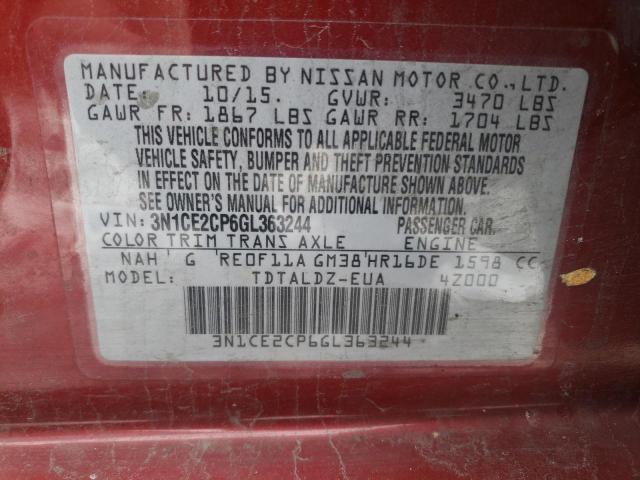 MANUFACTURED BY NISSAN MOTOR CO., LTD.
DATE: 10/15. GVWR: 3470 LBS
GAWR FR: 1867 LBS GAWR RR: 1704 LBS
THIS VEHICLE CONFORMS TO ALL APPLICABLE FEDERAL MOTOR
VEHICLE SAFETY, BUMPER AND THEFT PREVENTION STANDARDS
IN EFFECT ON THE DATE OF MANUFACTURE SHOWN ABOVE.
SEE OWNER'S MANUAL FOR ADDITIONAL INFORMATION.
VIN: 3N1CE2CP6GL363244 PASSENGER CAR.
COLOR TRIM TRANS AXLE ENGINE
NAH G RE0F11A GM38 HR16DE 1598 CC
MODEL: TDTALDZ-EUA 4Z000
3N1CE2CP6GL363244